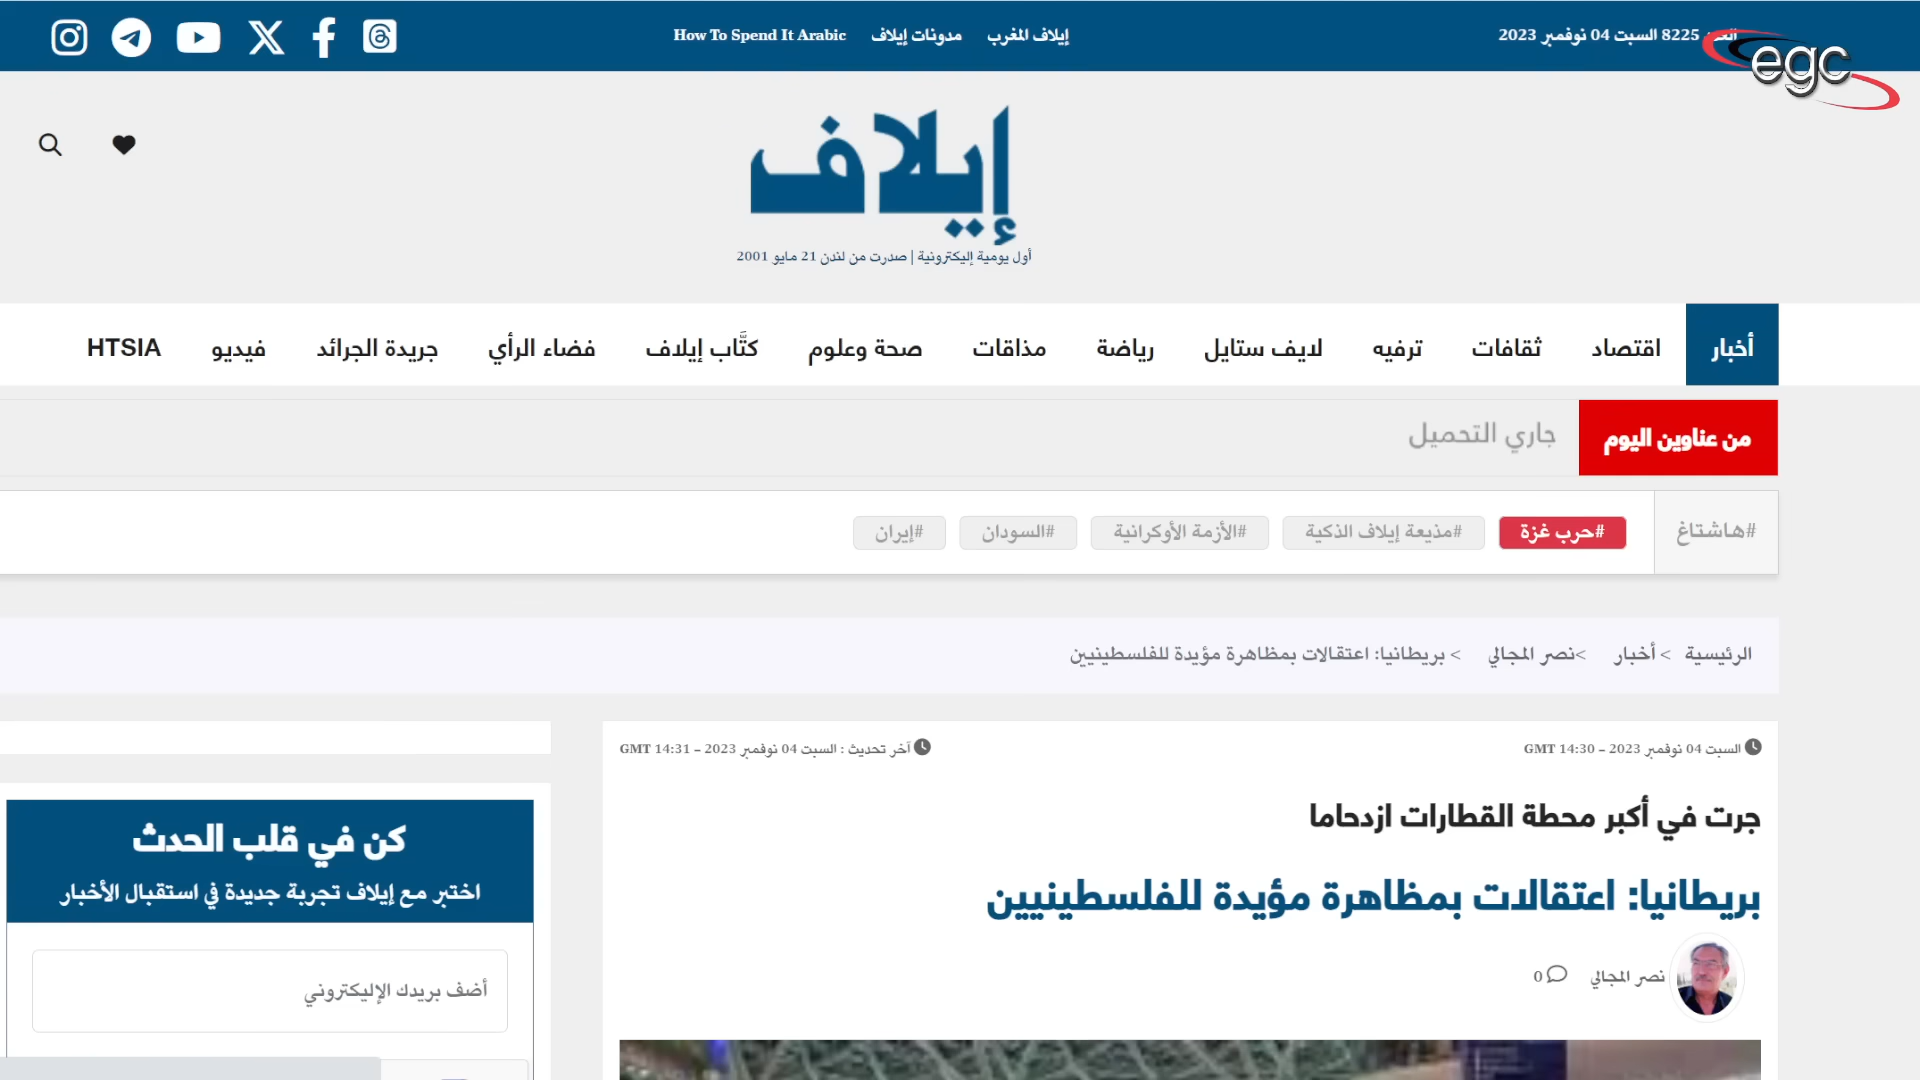 العدد 8225 السبت 04 نوفمبر 2023
إيلاف المغرب
مدونات إيلاف
How To Spend It Arabic
egc
إيلاف
أول يومية إليكترونية | صدرت من لندن 21 مايو 2001
أخبار
اقتصاد
ثقافات
ترفيه
لايف ستايل
رياضة
مذاقات
صحة وعلوم
كتَّاب إيلاف
فضاء الرأي
جريدة الجرائد
فيديو
HTSIA
من عناوين اليوم
جاري التحميل
#هاشتاغ
#حرب غزة
#مذيعة إيلاف الذكية
#الأزمة الأوكرانية
#السودان
#إيران
الرئيسية > أخبار >نصر المجالي > بريطانيا: اعتقالات بمظاهرة مؤيدة للفلسطينيين
السبت 04 نوفمبر 2023 - 14:30 GMT
آخر تحديث : السبت 04 نوفمبر 2023 - 14:31 GMT
جرت في أكبر محطة القطارات ازدحاما
بريطانيا: اعتقالات بمظاهرة مؤيدة للفلسطينيين
نصر المجالي
0
كن في قلب الحدث
اختبر مع إيلاف تجربة جديدة في استقبال الأخبار
أضف بريدك الإليكتروني